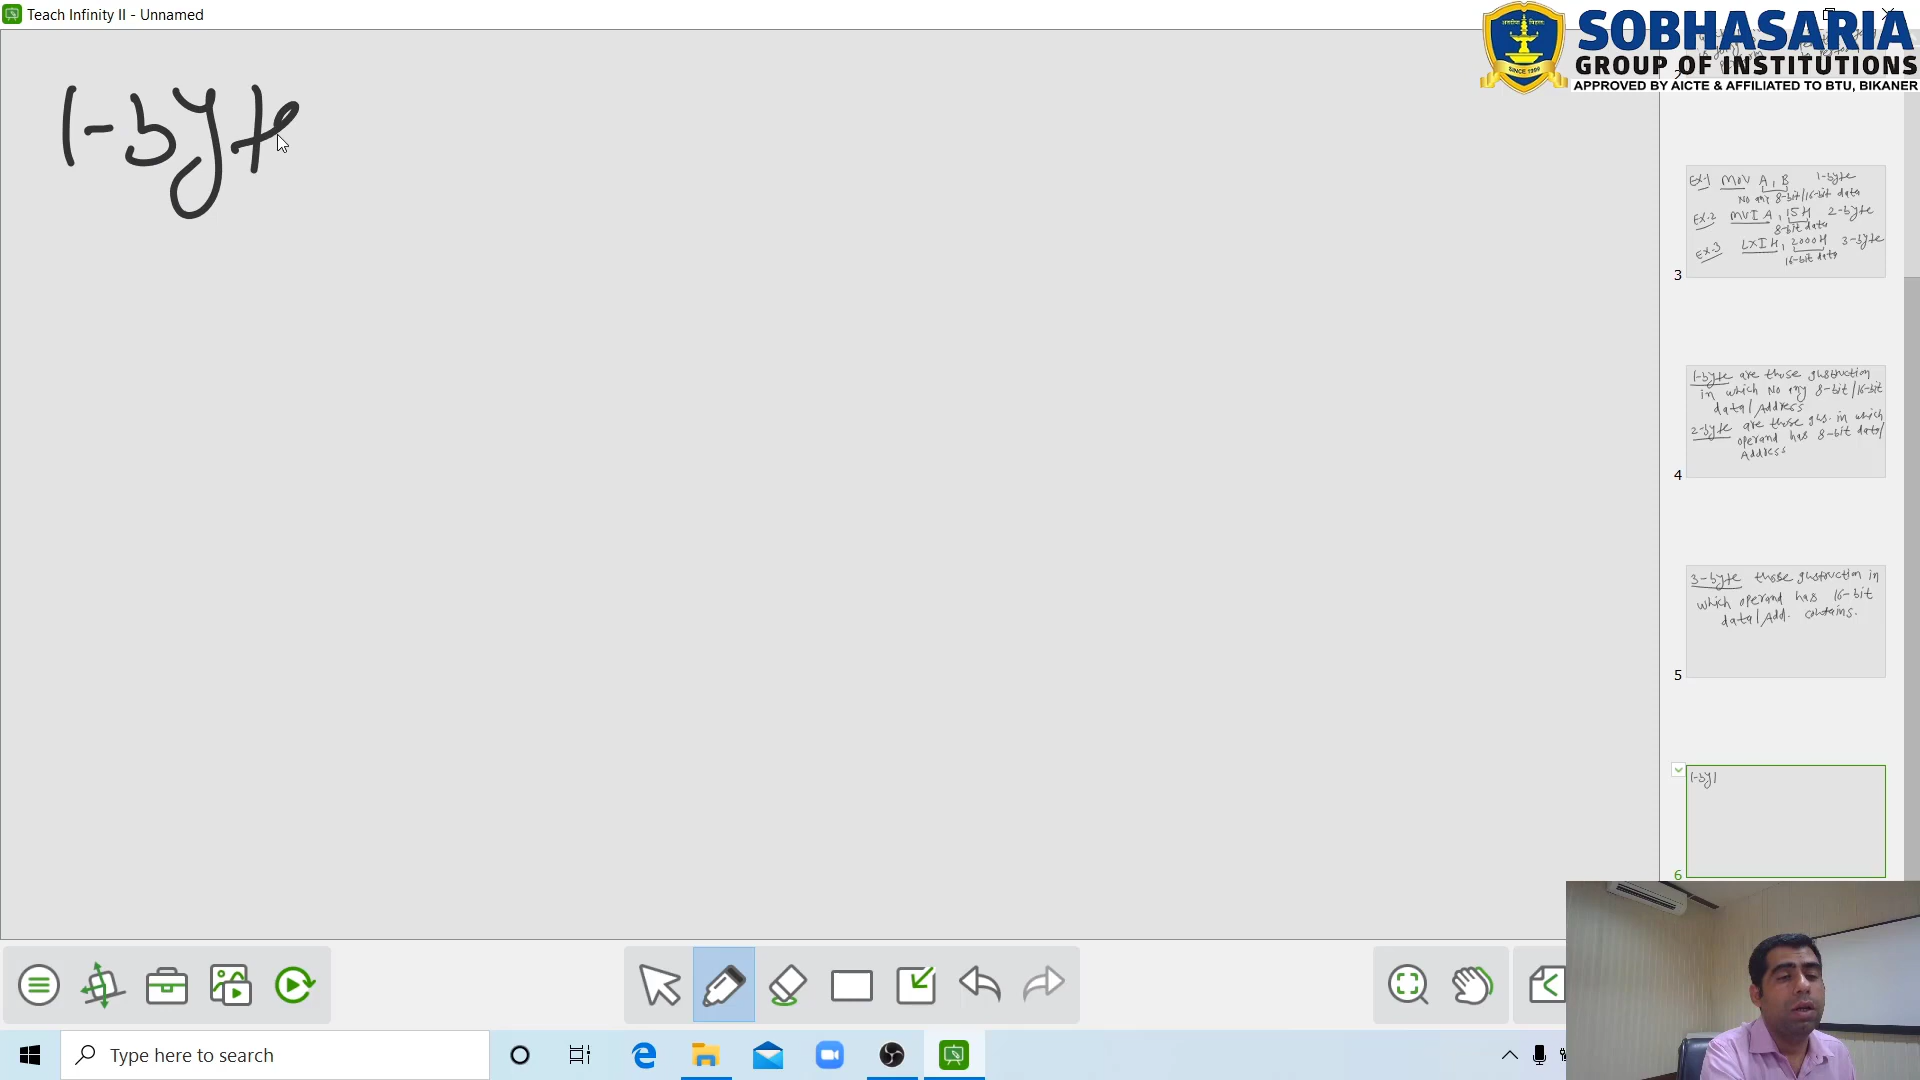 Teach Infinity II - Unnamed
SOBHASARIA
GROUP OF INSTITUTIONS
APPROVED BY AICTE & AFFILIATED TO BTU, BIKANER
SINCE 1999
1-byte
Ex-1 MOV A, B 1-byte
No any 8-bit/16-bit data
Ex-2 MVI A, 15H 2-byte
8-bit data
Ex-3 LXI H, 2000H 3-byte
16-bit data
3
1-byte are those
in which No any 8-bit/16-bit
data/Address
2-byte are those in which
operand has 8-bit data/
Address
4
3-byte those in
which operand has 16-bit
data/Add. contains.
5
1-by
6
Type here to search